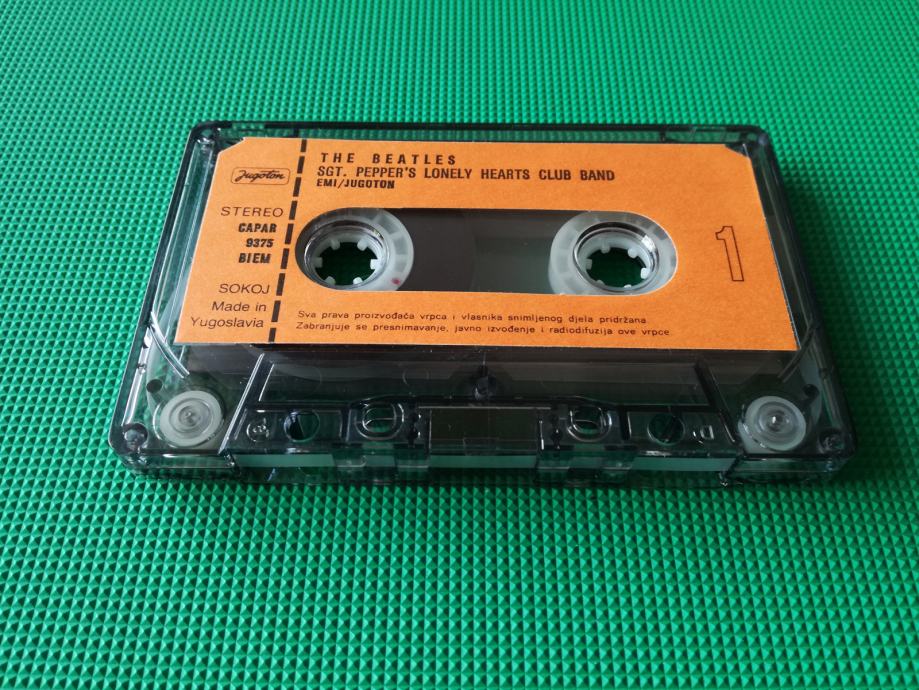 Jugoton
STEREO
CAPAR
9375
BIEM
SOKOJ
Made in
Yugoslavia
THE BEATLES
SGT. PEPPER'S LONELY HEARTS CLUB BAND
EMI/JUGOTON
1
Sva prava proizvođača vrpca i vlasnika snimljenog djela pridržana
Zabranjuje se presnimavanje, javno izvođenje i radiodifuzija ove vrpce